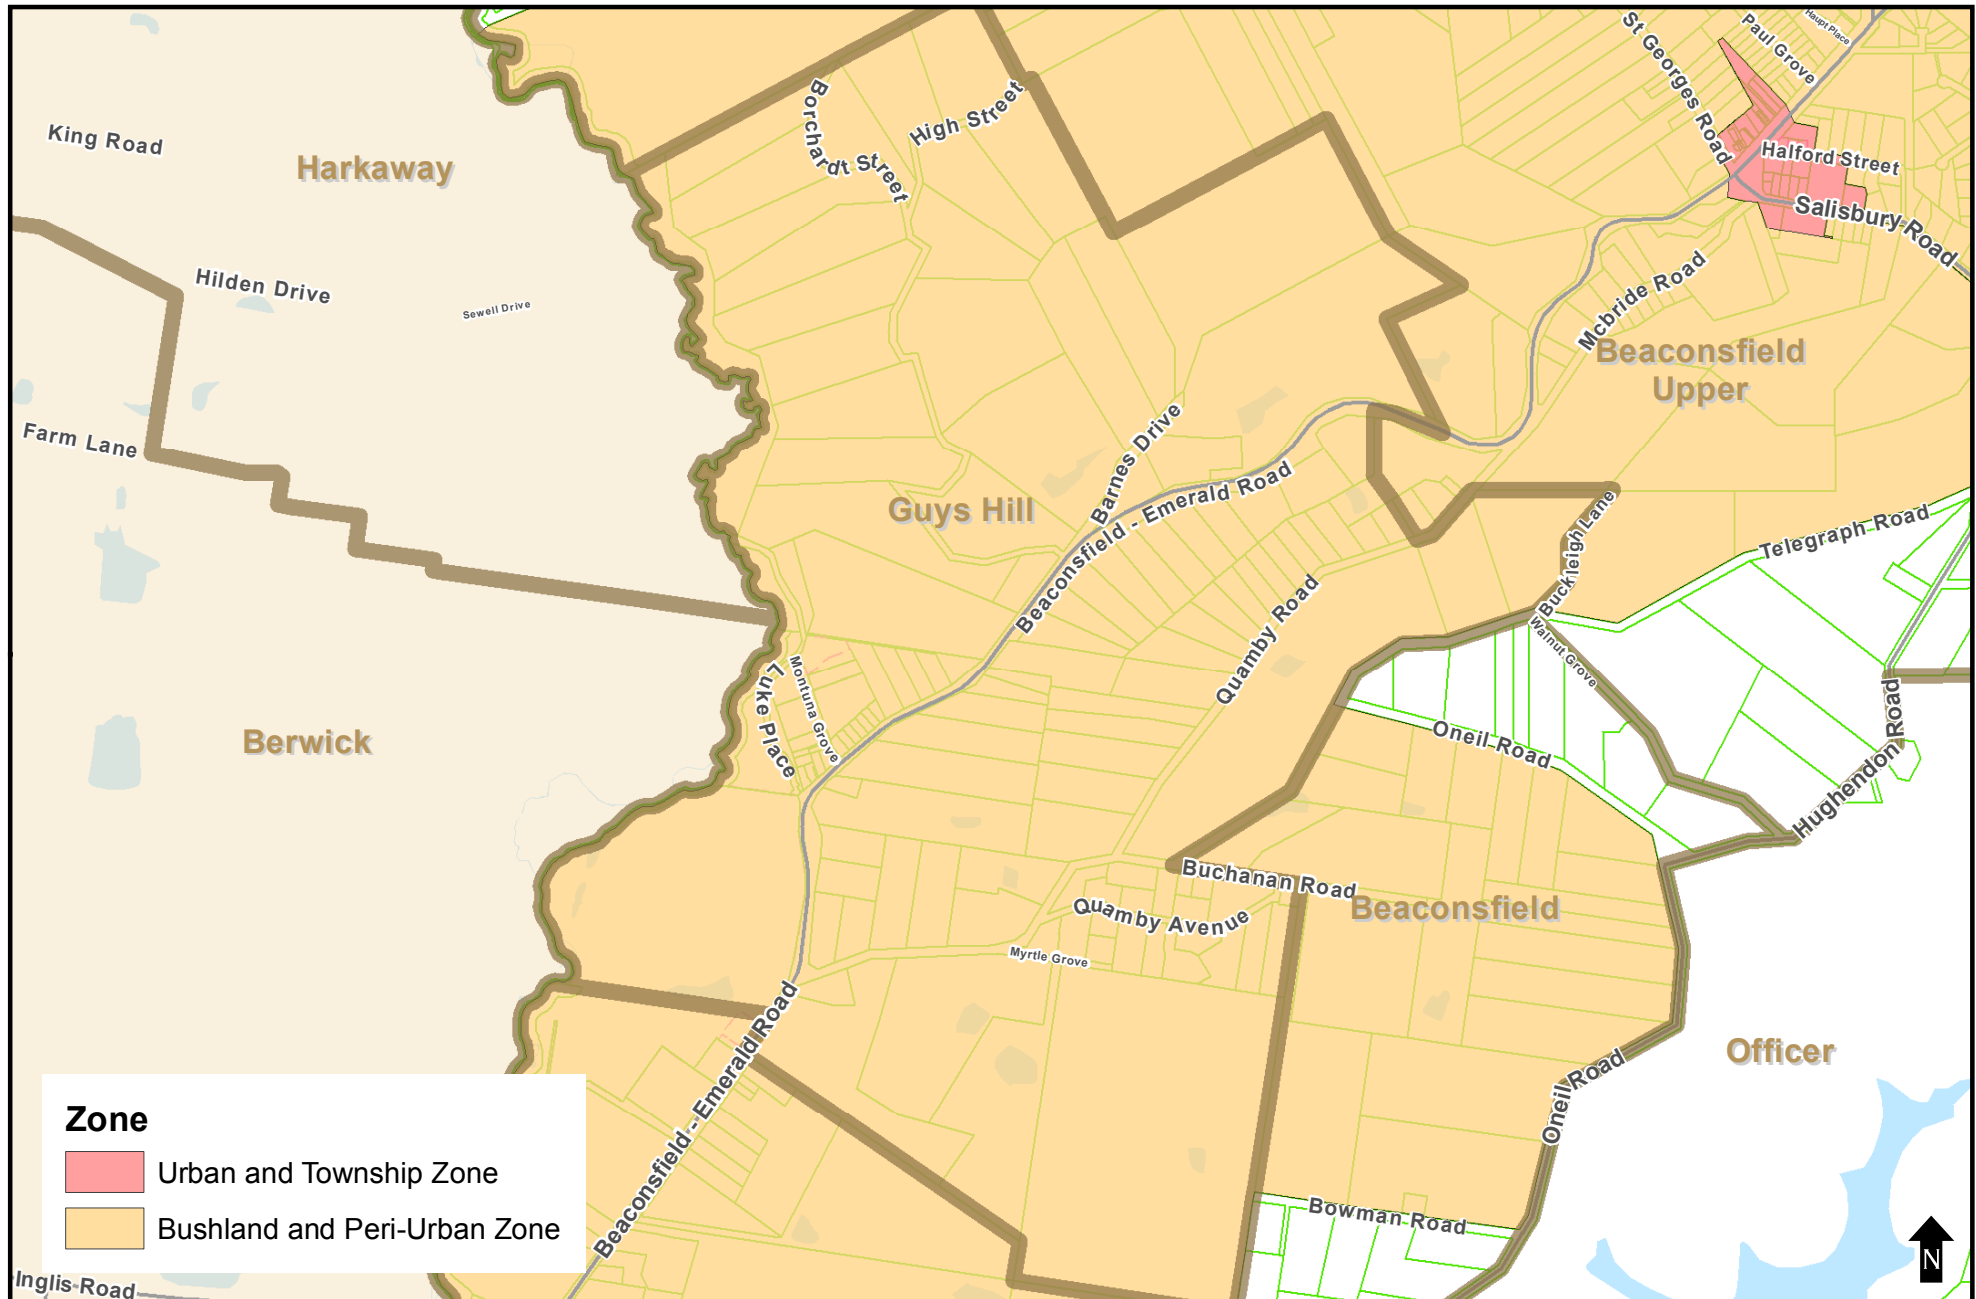 St Georges Road
Paul Grove
Haupt Place
King Road
Harkaway
Borchardt Street
High Street
Halford Street
Salisbury Road
Hilden Drive
Sewell Drive
Mcbride Road
Beaconsfield
Upper
Farm Lane
Guys Hill
Barnes Drive
Beaconsfield - Emerald Road
Buckleigh Lane
Telegraph Road
Quamby Road
Walnut Grove
Luke Place
Montuna Grove
Berwick
Oneil Road
Hughendon Road
Buchanan Road
Quamby Avenue
Beaconsfield
Myrtle Grove
Beaconsfield - Emerald Road
Officer
Oneil Road
Bowman Road
Zone
Urban and Township Zone
Bushland and Peri-Urban Zone
Inglis Road
N